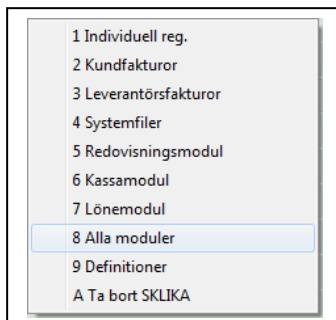 1 Individuell reg.
2 Kundfakturor
3 Leverantörsfakturor
4 Systemfiler
5 Redovisningsmodul
6 Kassamodul
7 Lönemodul
8 Alla moduler
9 Definitioner
A Ta bort SKLIKA